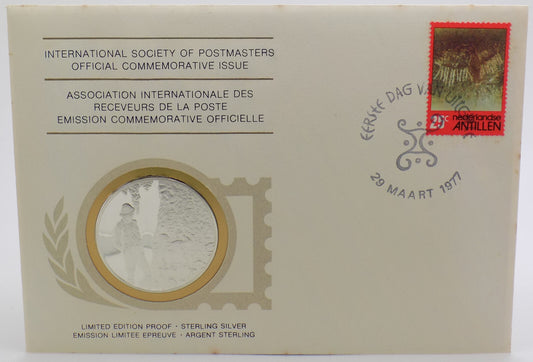 INTERNATIONAL SOCIETY OF POSTMASTERS
OFFICIAL COMMEMORATIVE ISSUE
ASSOCIATION INTERNATIONALE DES
RECEVEURS DE LA POSTE
EMISSION COMMEMORATIVE OFFICIELLE
LIMITED EDITION PROOF · STERLING SILVER
EMISSION LIMITEE EPREUVE · ARGENT STERLING
nederlandse
ANTILLEN
EERSTE DAG VAN UITGIFTE
29 MAART 1977